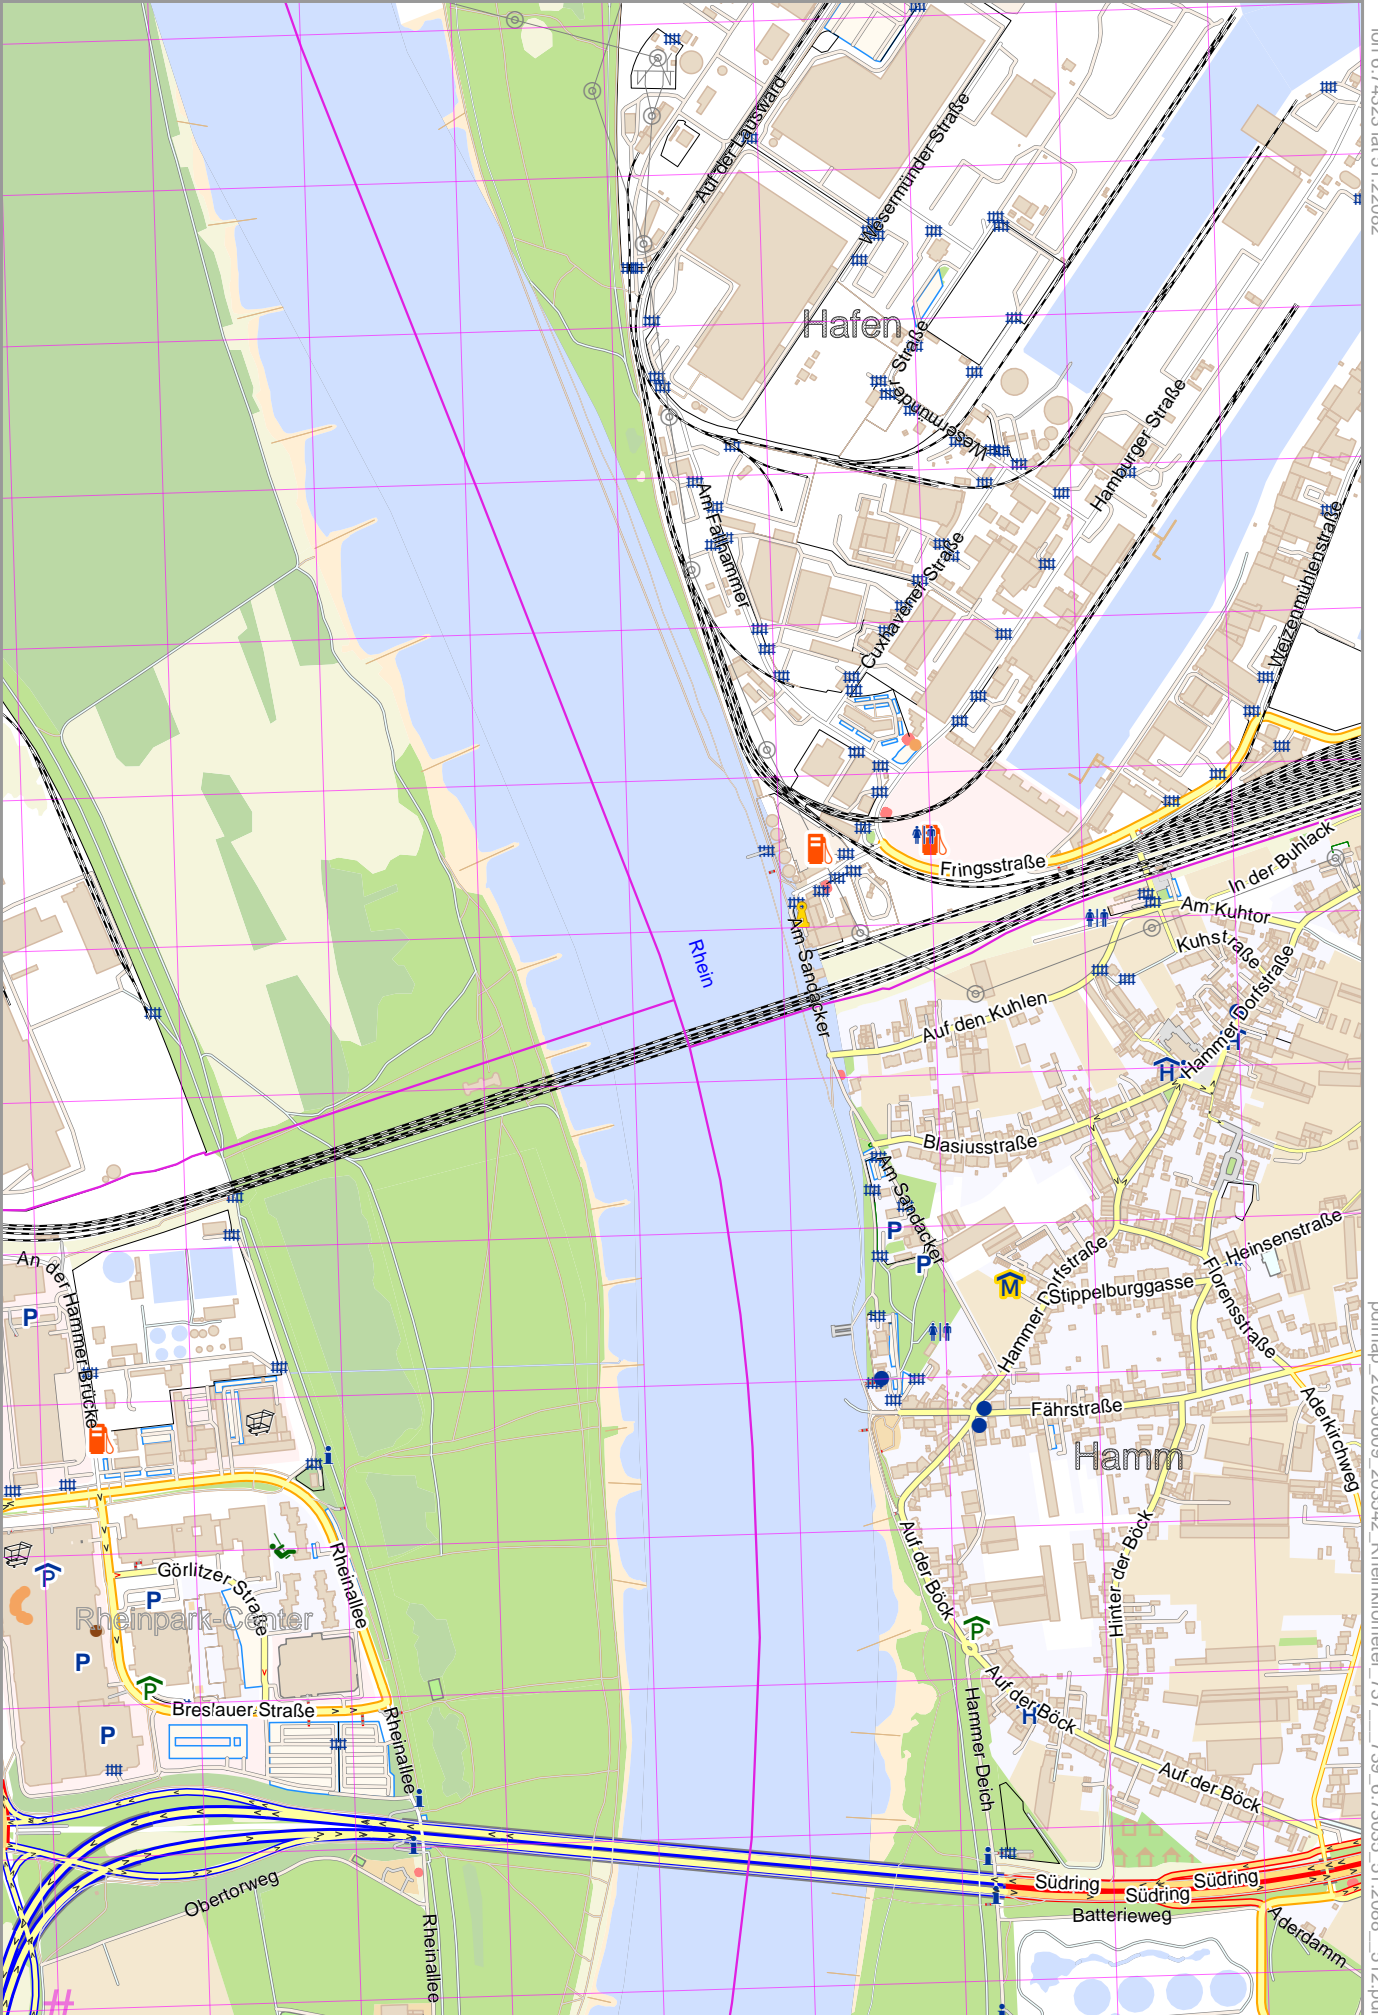 Auf der Lausward
Wesermünder Straße
Hafen
Wesermünder Straße
Hamburger Straße
Am Fallhammer
Cuxhavener Straße
Weizenmühlenstraße
Fringsstraße
In der Buhlack
Am Kuhtor
Kuhstraße
Hammer Dorfstraße
Rhein
Am Sandacker
Auf den Kuhlen
H
H
Blasiusstraße
Am Sandacker
P
P
Heinsenstraße
An der Hammer Brücke
P
M
Hammer Dorfstraße
Stippelburggasse
Florensstraße
Fährstraße
Aderkirchweg
Hamm
i
Auf der Böck
Hinter der Böck
Rheinallee
Görlitzer Straße
P
P
Rheinpark-Center
P
P
P
Breslauer Straße
P
Auf der Böck
H
Hammer Deich
Rheinallee
Auf der Böck
i
i
i
i
Südring
Südring
Südring
Batterieweg
Aderdamm
Obertorweg
Rheinallee
i